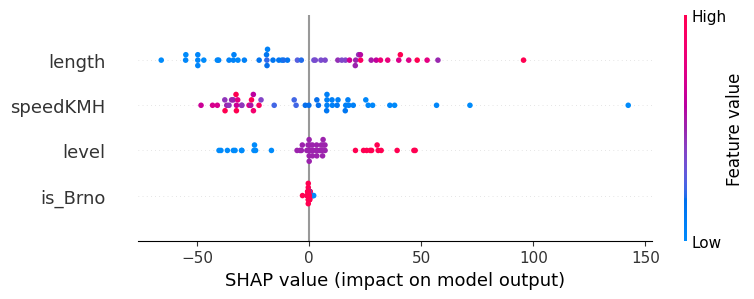 High
length
speedKMH
level
is_Brno
Feature value
Low
−50
0
50
100
150
SHAP value (impact on model output)